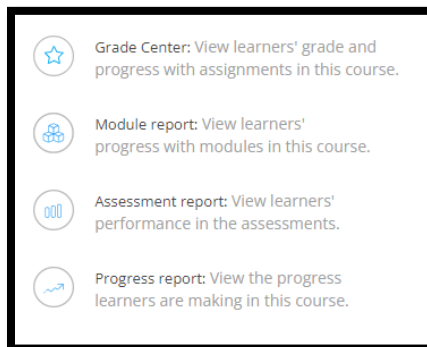 Grade Center: View learners' grade and
progress with assignments in this course.
Module report: View learners'
progress with modules in this course.
Assessment report: View learners'
performance in the assessments.
Progress report: View the progress
learners are making in this course.